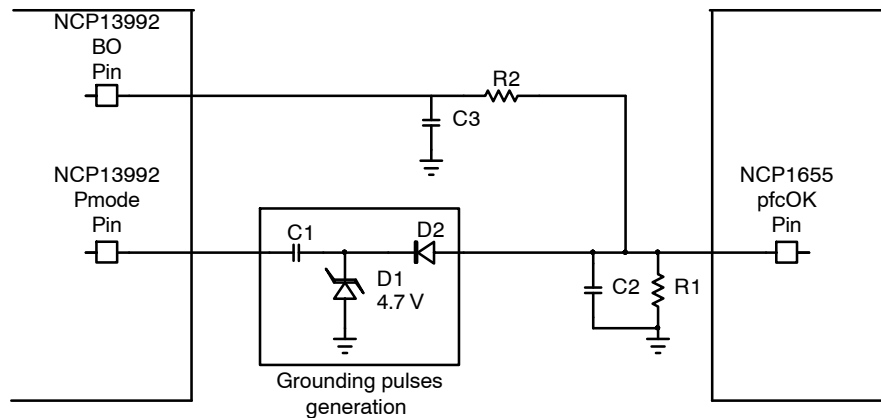 NCP13992
BO
Pin
R2
C3
NCP13992
Pmode
Pin
NCP1655
pfcOK
Pin
C1
D2
D1
4.7 V
C2
R1
Grounding pulses
generation